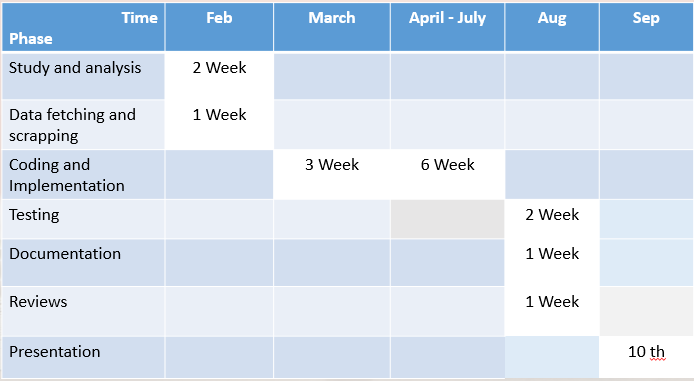 Time Feb March April - July Aug Sep
Phase
Study and analysis 2 Week
Data fetching and 1 Week
scrapping
Coding and 3 Week 6 Week
Implementation
Testing 2 Week
Documentation 1 Week
Reviews 1 Week
Presentation 10 th